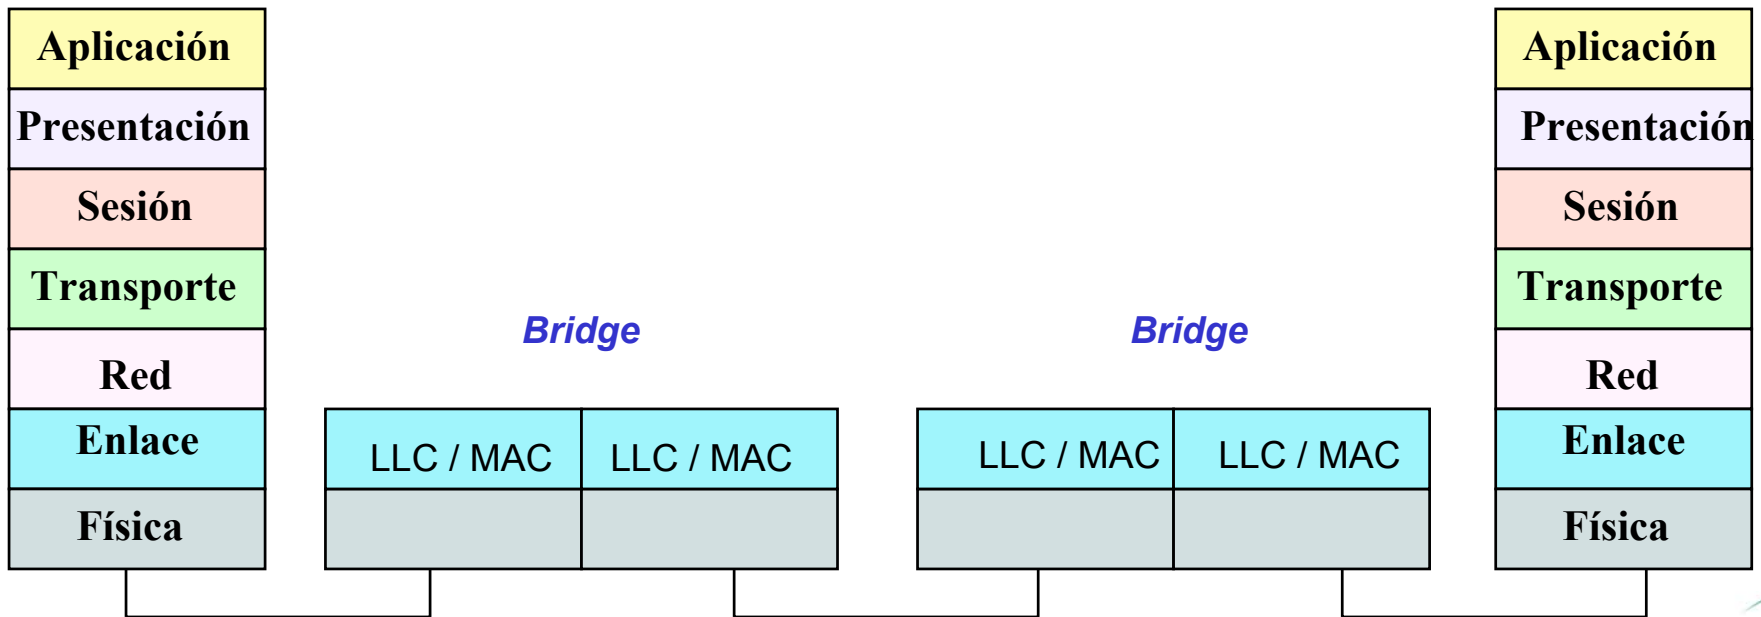 Aplicación
Presentación
Sesión
Transporte
Red
Enlace
Física
Bridge
LLC / MAC
LLC / MAC
Bridge
LLC / MAC
LLC / MAC
Aplicación
Presentación
Sesión
Transporte
Red
Enlace
Física